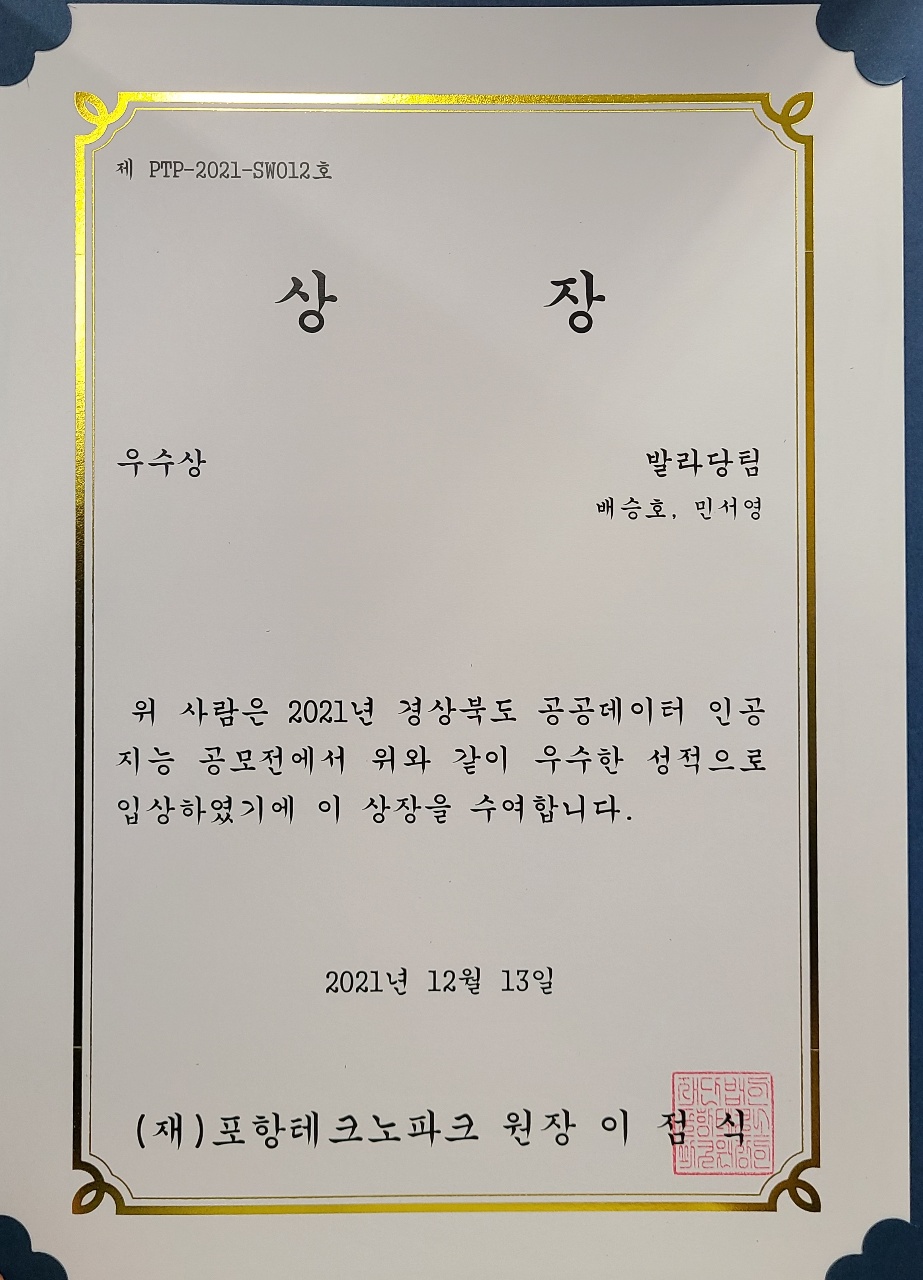 제 PTP-2021-SW012호
상 장
우수상
발라당팀
배승호, 민서영
위 사람은 2021년 경상북도 공공데이터 인공
지능 공모전에서 위와 같이 우수한 성적으로
입상하였기에 이 상장을 수여합니다.
2021년 12월 13일
(재)포항테크노파크 원장 이 점 식